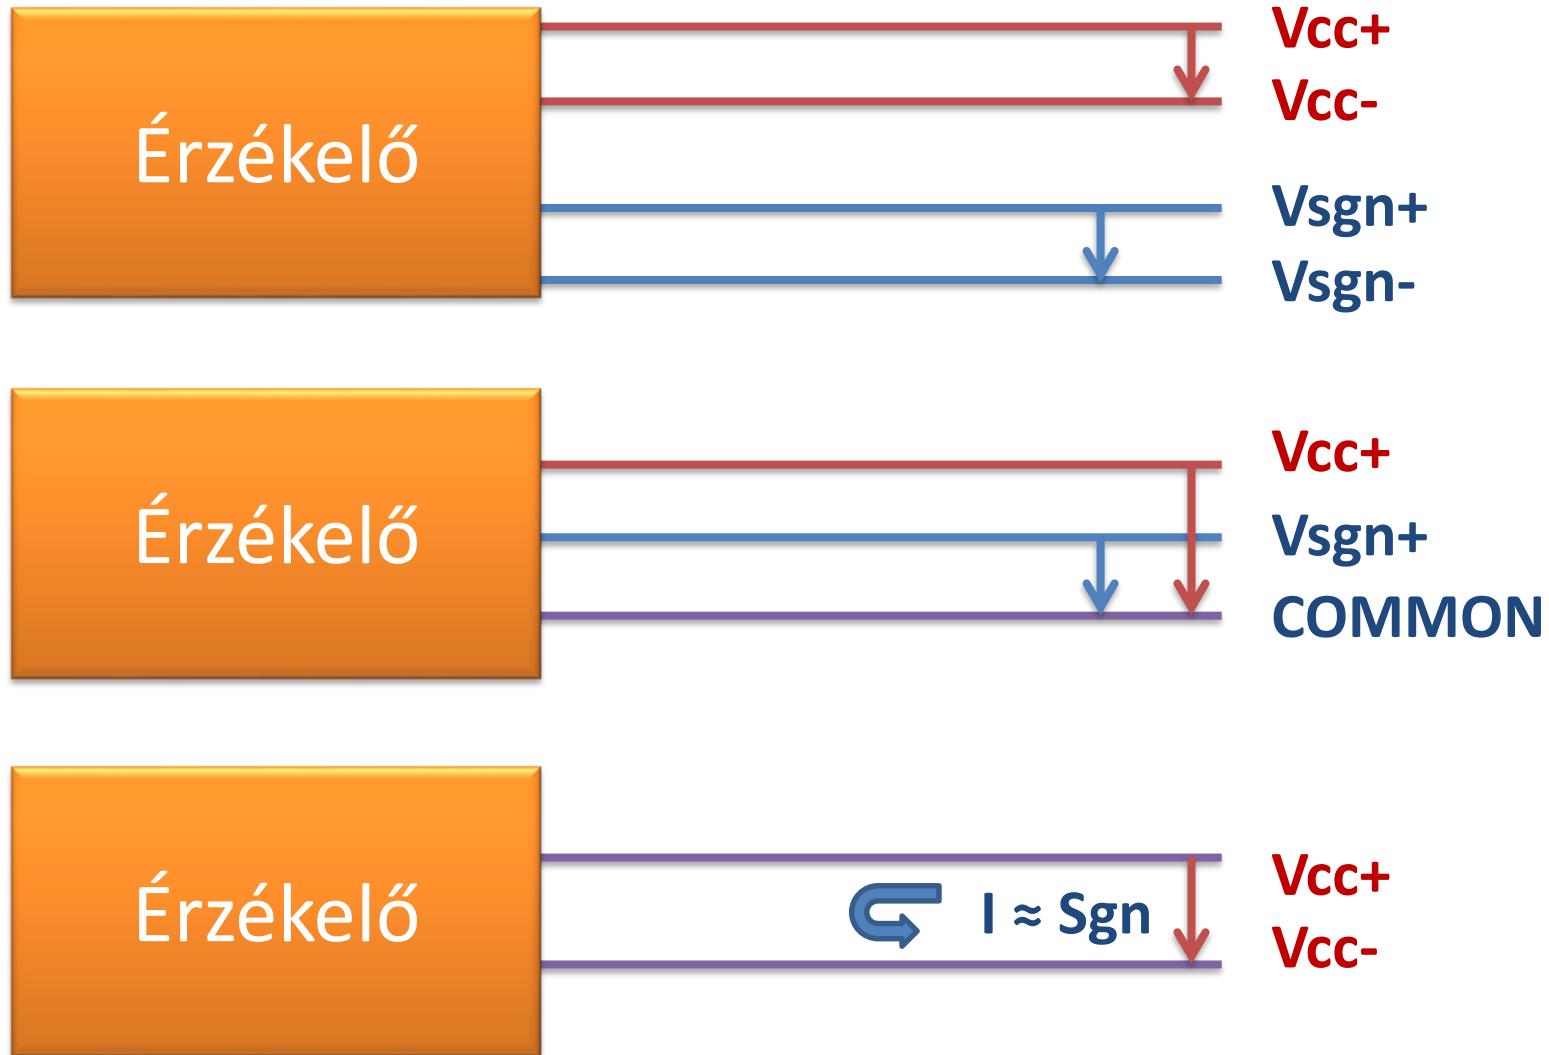 Érzékelő
Vcc+
Vcc-
Vsgn+
Vsgn-
Érzékelő
Vcc+
Vsgn+
COMMON
Érzékelő
I ≈ Sgn
Vcc+
Vcc-